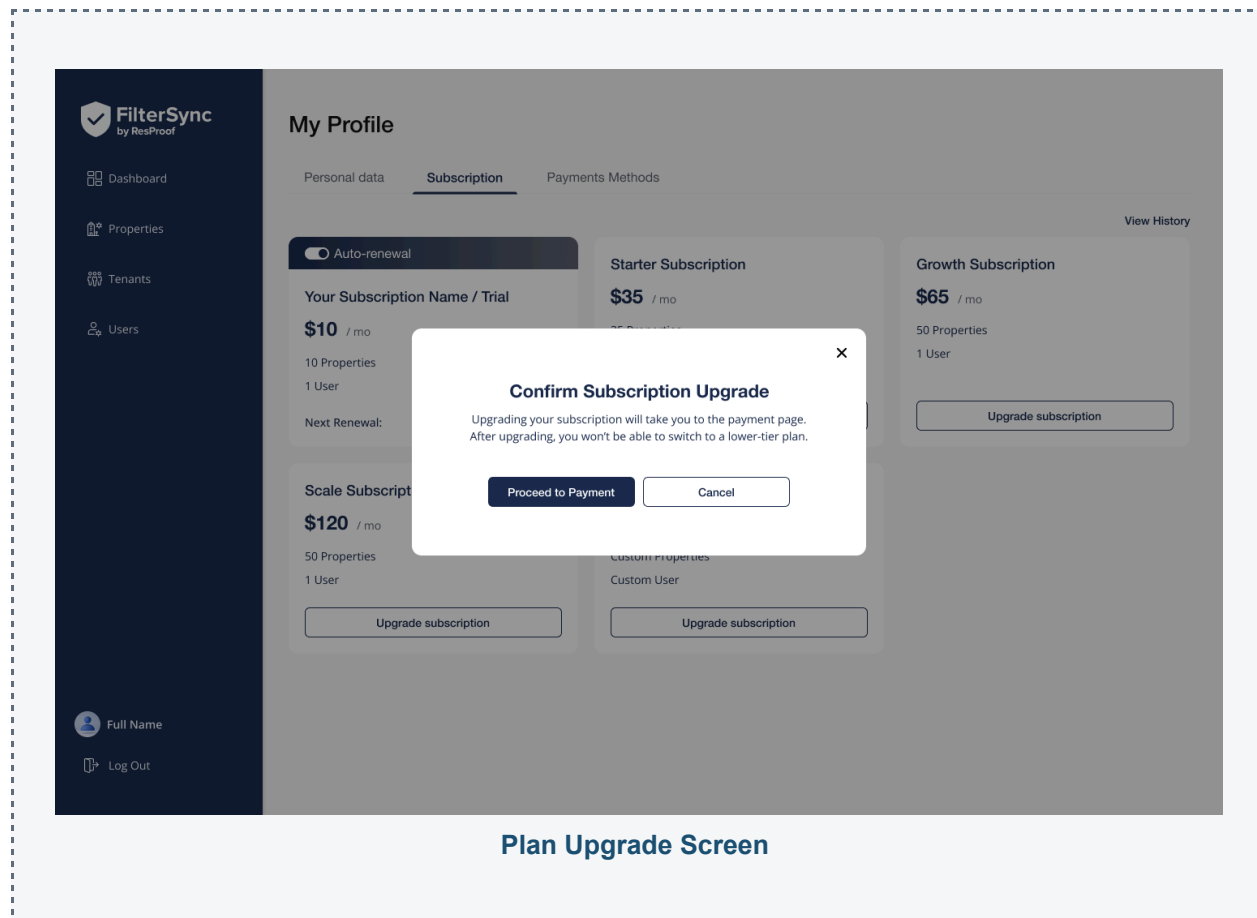 FilterSync
by ResProof
Dashboard
Properties
Tenants
Users
Full Name
Log Out
My Profile
Personal data
Subscription
Payments Methods
View History
Auto-renewal
Your Subscription Name / Trial
$10 / mo
10 Properties
1 User
Next Renewal:
Starter Subscription
$35 / mo
Growth Subscription
$65 / mo
50 Properties
1 User
Upgrade subscription
Confirm Subscription Upgrade
Upgrading your subscription will take you to the payment page.
After upgrading, you won't be able to switch to a lower-tier plan.
Proceed to Payment
Cancel
Scale Subscript
$120 / mo
50 Properties
1 User
Upgrade subscription
Custom Properties
Custom User
Upgrade subscription
Plan Upgrade Screen